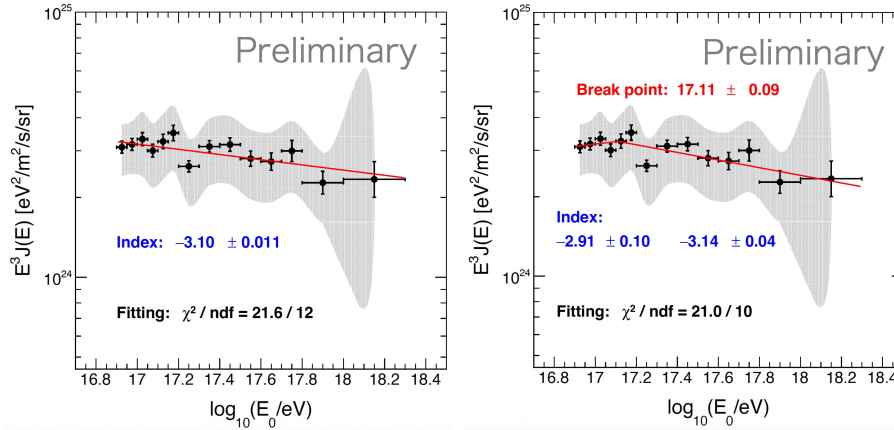 10²⁵
Preliminary
E³J(E) [eV²/m²/s/sr]
Index: −3.10 ± 0.011
10²⁴
Fitting: χ² / ndf = 21.6 / 12
16.8 17 17.2 17.4 17.6 17.8 18 18.2 18.4
log₁₀(E₀/eV)
10²⁵
Preliminary
Break point: 17.11 ± 0.09
E³J(E) [eV²/m²/s/sr]
Index:
−2.91 ± 0.10 −3.14 ± 0.04
10²⁴
Fitting: χ² / ndf = 21.0 / 10
16.8 17 17.2 17.4 17.6 17.8 18 18.2 18.4
log₁₀(E₀/eV)